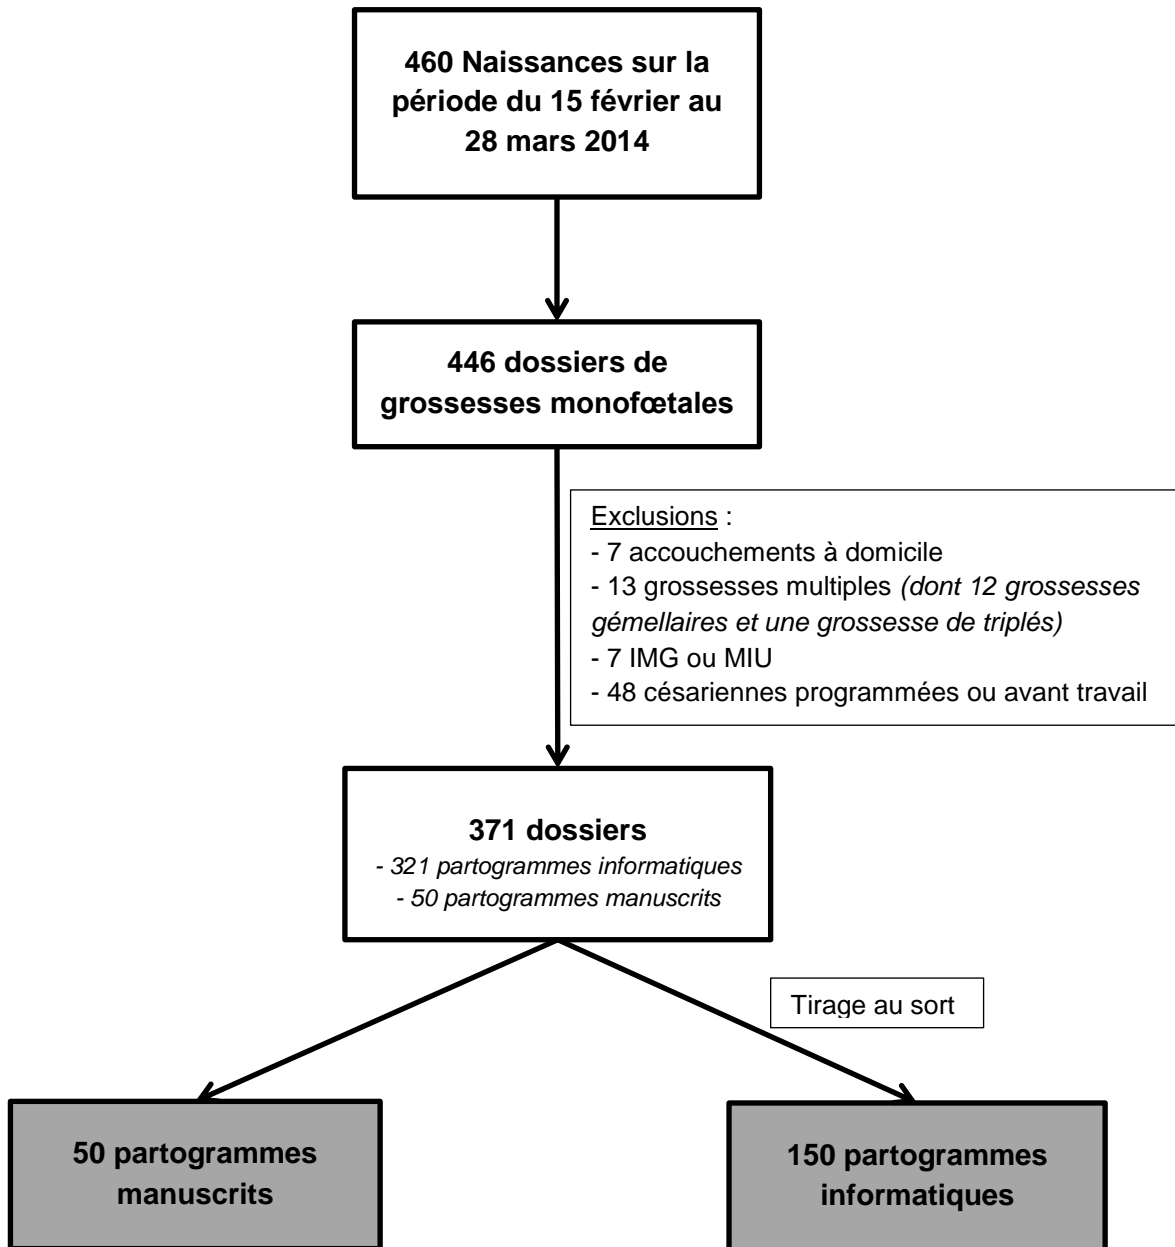 460 Naissances sur la
période du 15 février au
28 mars 2014
446 dossiers de
grossesses monofœtales
Exclusions :
- 7 accouchements à domicile
- 13 grossesses multiples (dont 12 grossesses
gémellaires et une grossesse de triplés)
- 7 IMG ou MIU
- 48 césariennes programmées ou avant travail
371 dossiers
- 321 partogrammes informatiques
- 50 partogrammes manuscrits
Tirage au sort
50 partogrammes
manuscrits
150 partogrammes
informatiques